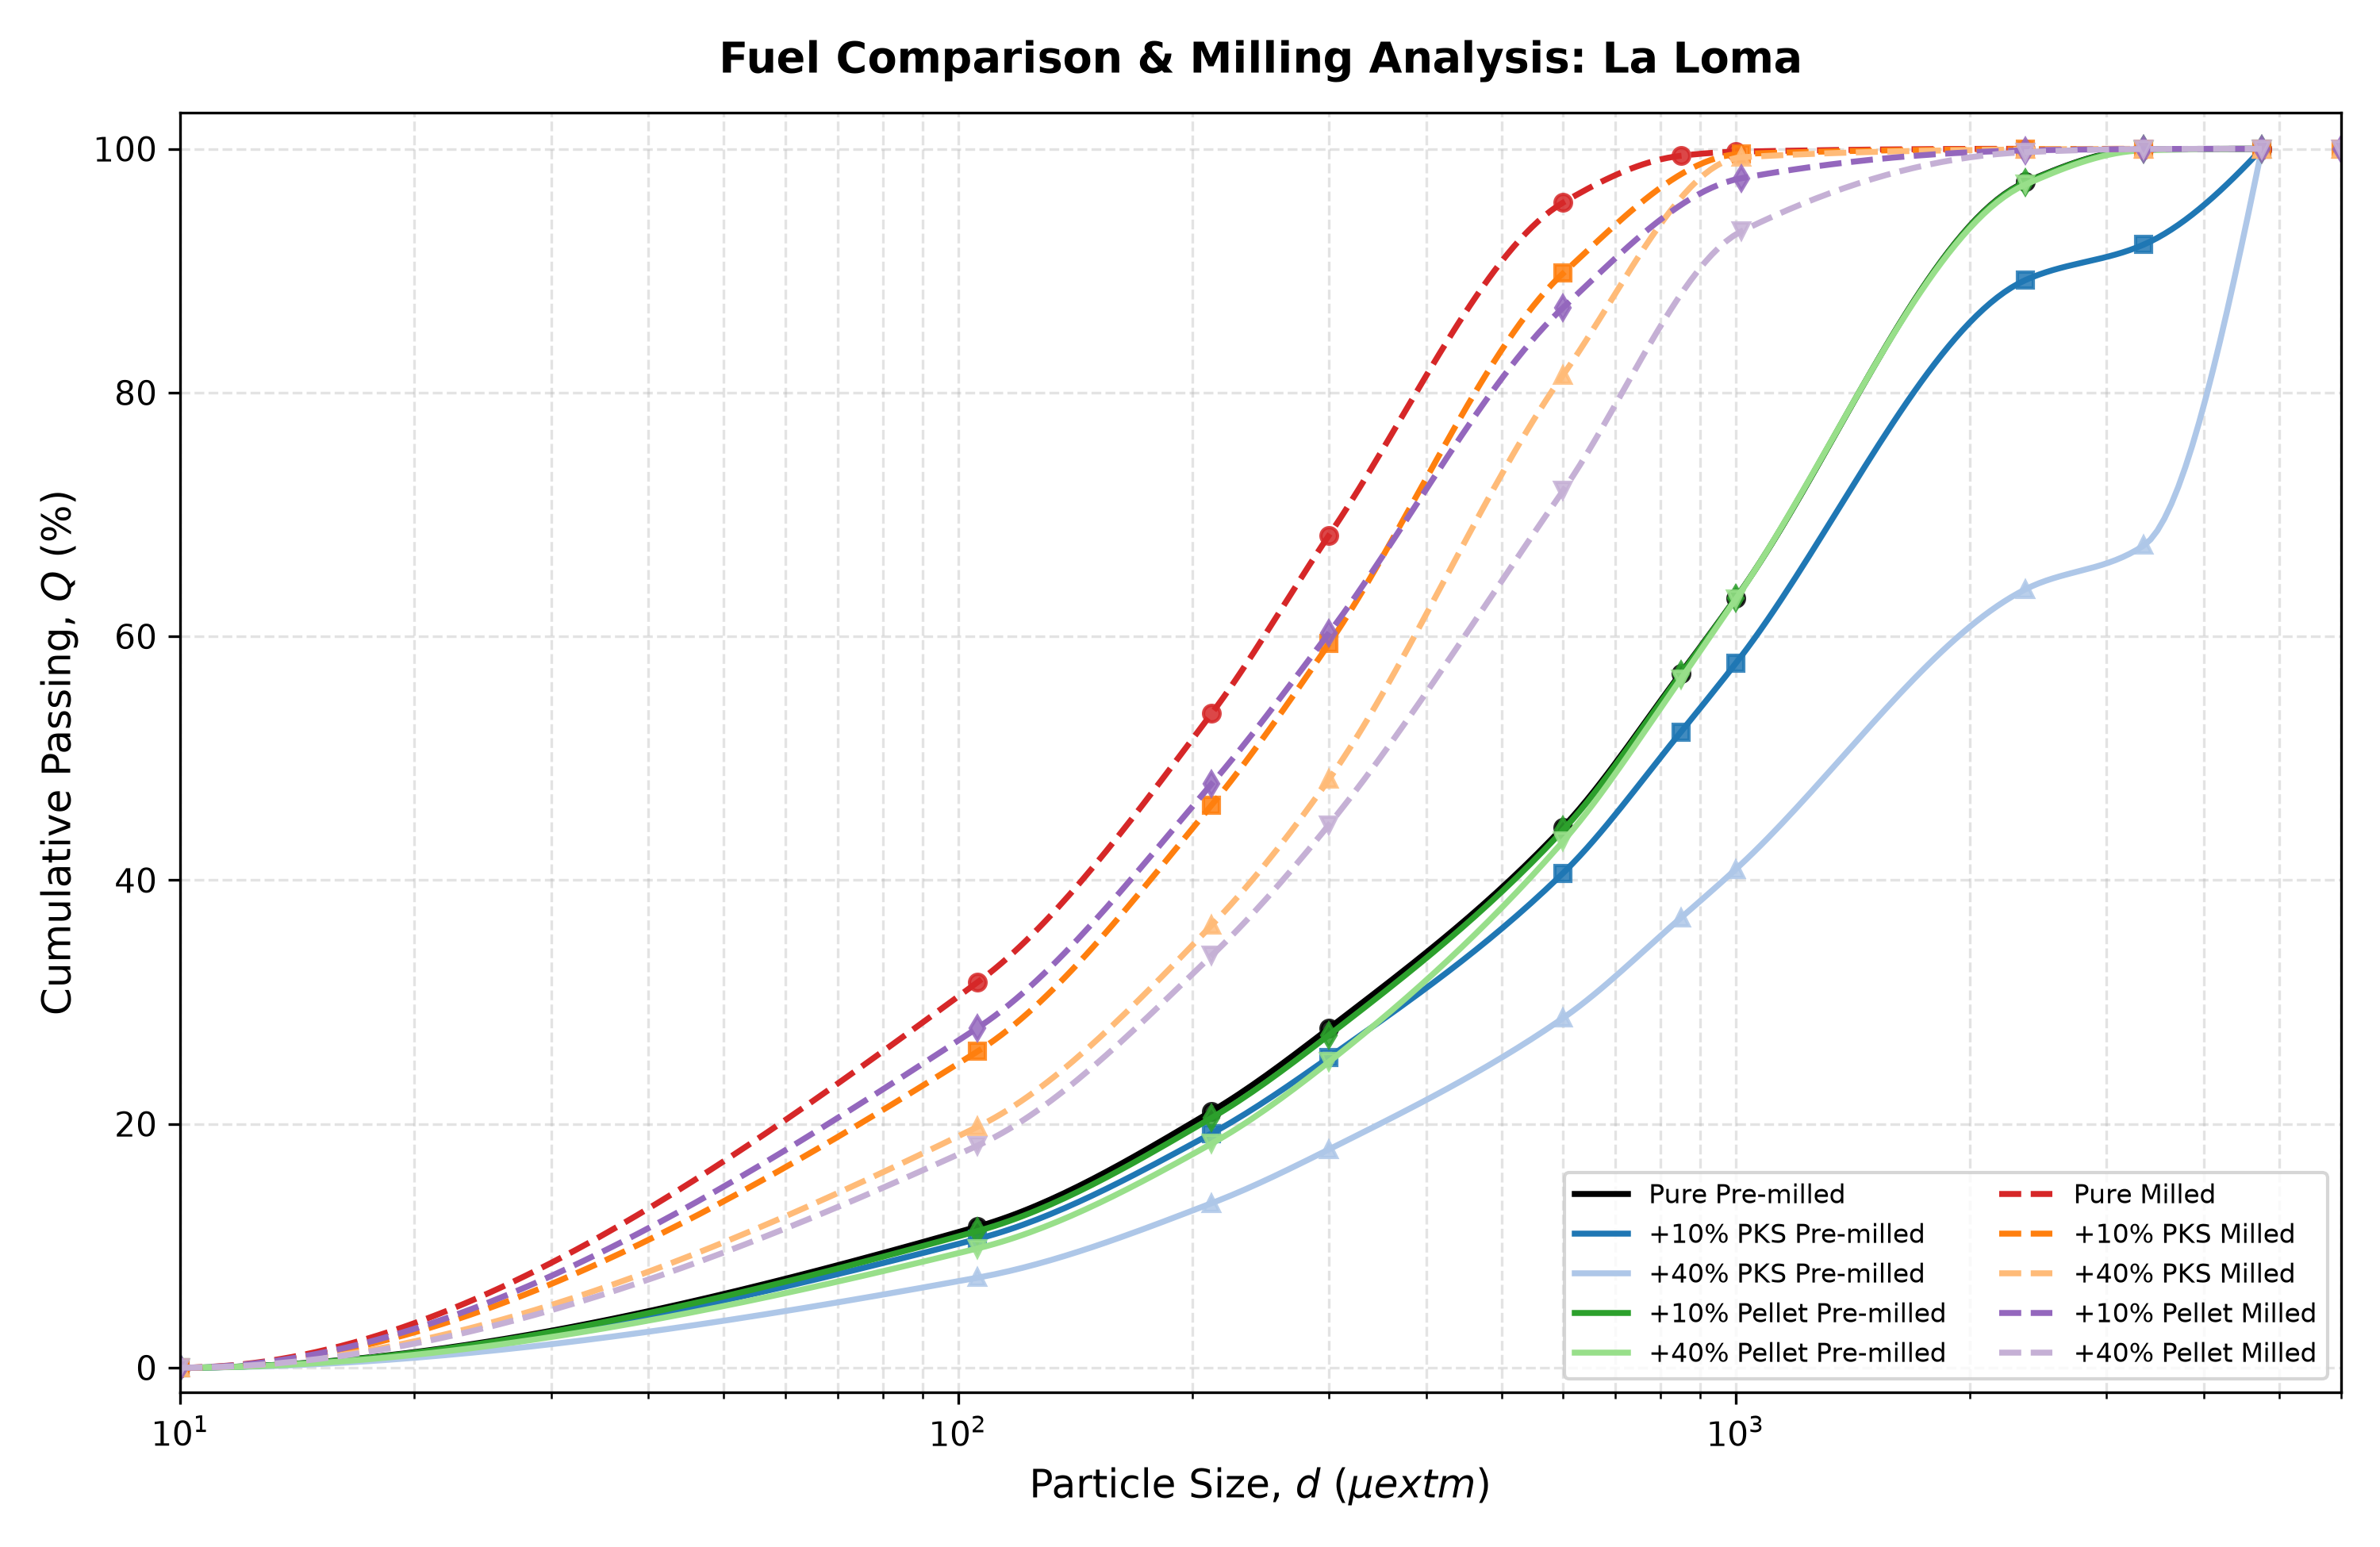 Fuel Comparison & Milling Analysis: La Loma
Cumulative Passing, Q (%)
100
80
60
40
20
0
10¹
10²
10³
Particle Size, d (μextm)
Pure Pre-milled
+10% PKS Pre-milled
+40% PKS Pre-milled
+10% Pellet Pre-milled
+40% Pellet Pre-milled
Pure Milled
+10% PKS Milled
+40% PKS Milled
+10% Pellet Milled
+40% Pellet Milled